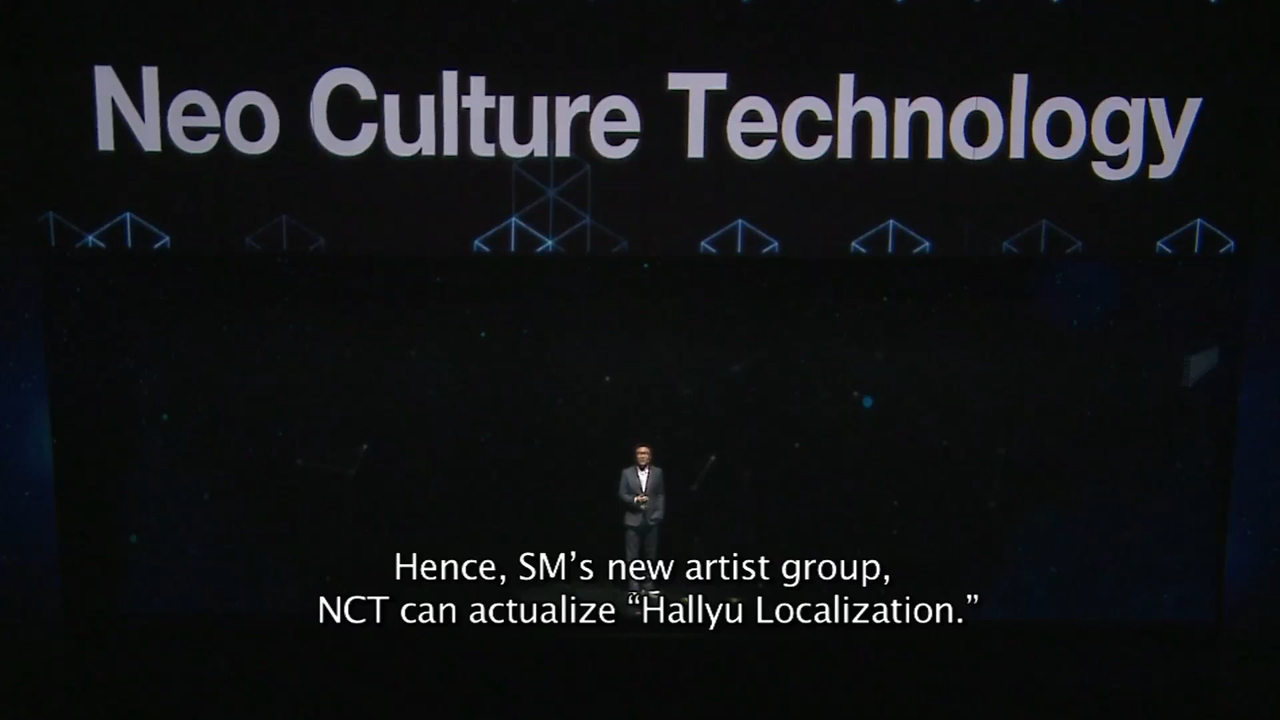 Neo Culture Technology
Hence, SM’s new artist group,
NCT can actualize “Hallyu Localization.”